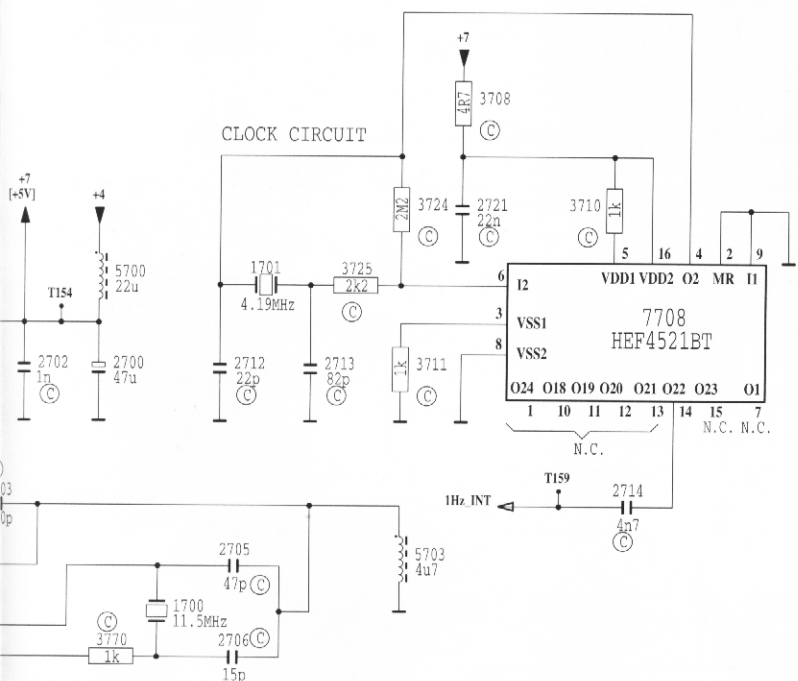 +7
4R7
3708
C
CLOCK CIRCUIT
+7
[+5V]
+4
2M2
3724
C
2721
22n
C
3710
1k
C
5700
22u
T154
1701
4.19MHz
3725
2k2
C
5
16
4
2
9
6
I2
VDD1
VDD2
O2
MR
I1
3
VSS1
8
VSS2
7708
HEF4521BT
2702
1n
C
2700
47u
2712
22p
C
2713
82p
C
1k
3711
C
O24
O18
O19
O20
O21
O22
O23
O1
1
10
11
12
13
14
15
7
N.C.
N.C.
N.C.
03
0p
1Hz_INT
T159
2714
4n7
C
2705
47p
C
5703
4u7
1700
11.5MHz
C
3770
1k
2706
C
15p